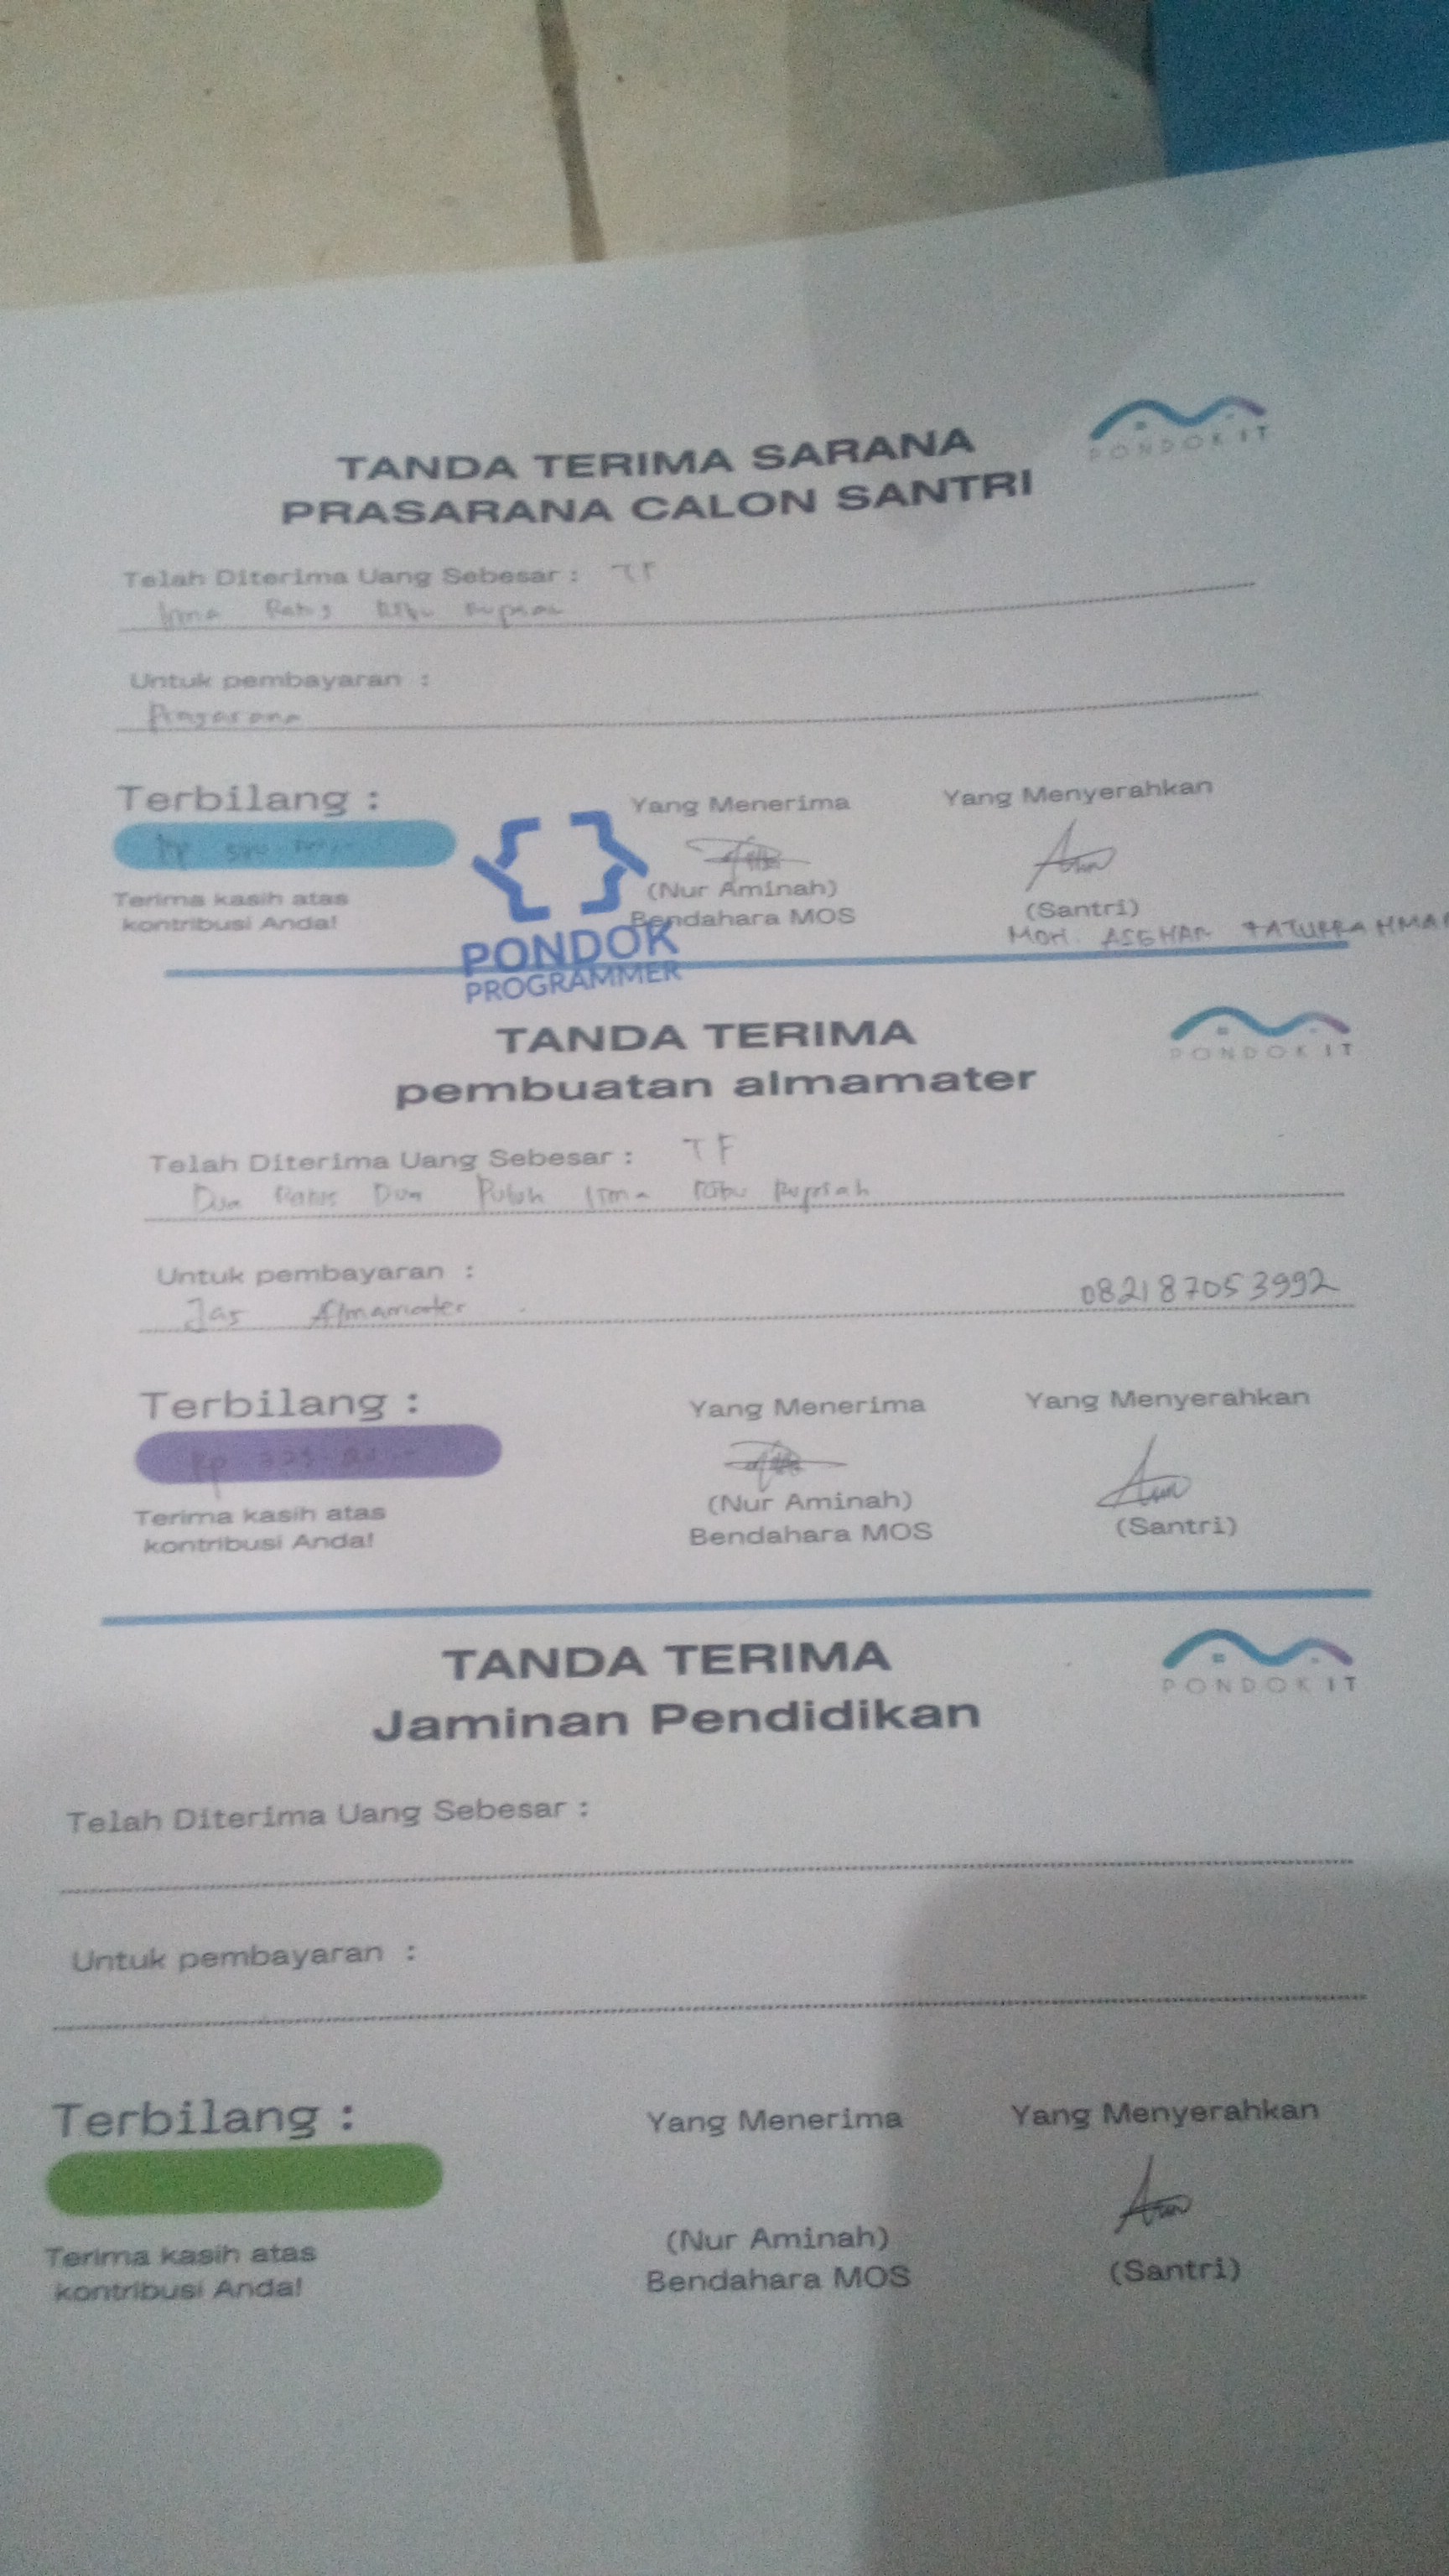 TANDA TERIMA SARANA
PRASARANA CALON SANTRI
PONDOK IT
Telah Diterima Uang Sebesar : TF
lima Ratus Ribu Rupiah
Untuk pembayaran :
Prasarana
Terbilang :
Rp
Terima kasih atas
kontribusi Anda!
PONDOK
PROGRAMMER
Yang Menerima
(Nur Aminah)
Bendahara MOS
Yang Menyerahkan
(Santri)
MOH. ASGHAR FATURRAHMA
TANDA TERIMA
pembuatan almamater
PONDOK IT
Telah Diterima Uang Sebesar : TF
Dua Ratus Dua Puluh lima Ribu Rupiah
Untuk pembayaran :
Jas Almamater
082187053992
Terbilang :
Rp
Terima kasih atas
kontribusi Anda!
Yang Menerima
(Nur Aminah)
Bendahara MOS
Yang Menyerahkan
(Santri)
TANDA TERIMA
Jaminan Pendidikan
PONDOK IT
Telah Diterima Uang Sebesar :
Untuk pembayaran :
Terbilang :
Terima kasih atas
kontribusi Anda!
Yang Menerima
(Nur Aminah)
Bendahara MOS
Yang Menyerahkan
(Santri)